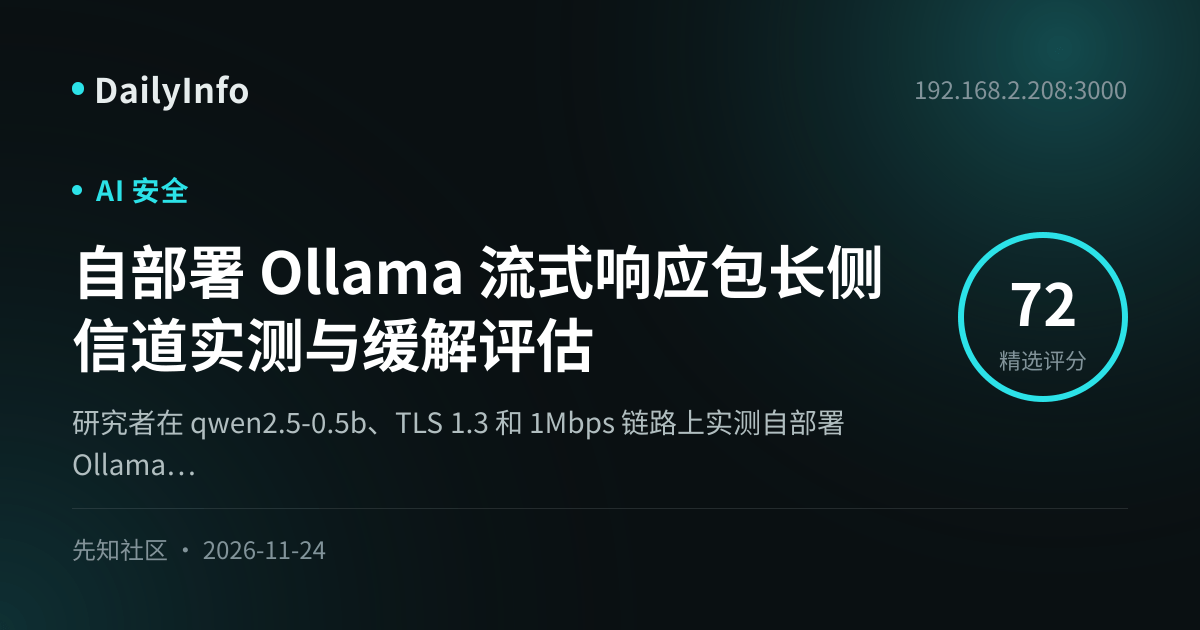 DailyInfo
192.168.2.208:3000
AI 安全
自部署 Ollama 流式响应包长侧
信道实测与缓解评估
72
精选评分
研究者在 qwen2.5-0.5b、TLS 1.3 和 1Mbps 链路上实测自部署
Ollama…
先知社区 · 2026-11-24